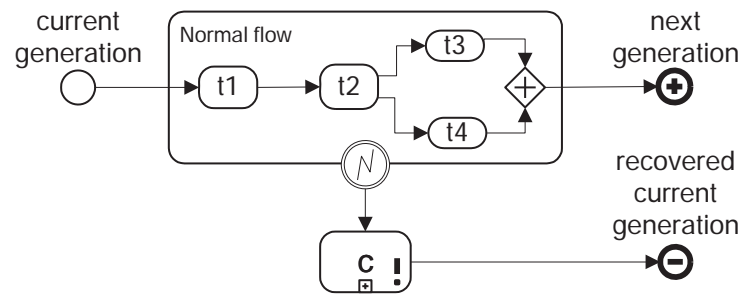 current
generation
Normal flow
t1
t2
t3
t4
next
generation
recovered
current
generation
C
!